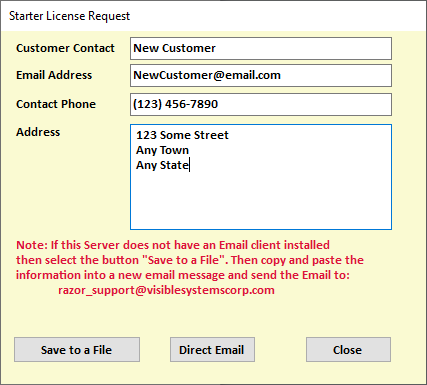 Starter License Request
Customer Contact New Customer
Email Address NewCustomer@email.com
Contact Phone (123) 456-7890
Address 123 Some Street
Any Town
Any State
Note: If this Server does not have an Email client installed
then select the button "Save to a File". Then copy and paste the
information into a new email message and send the Email to:
razor_support@visiblesystemscorp.com
Save to a File Direct Email Close